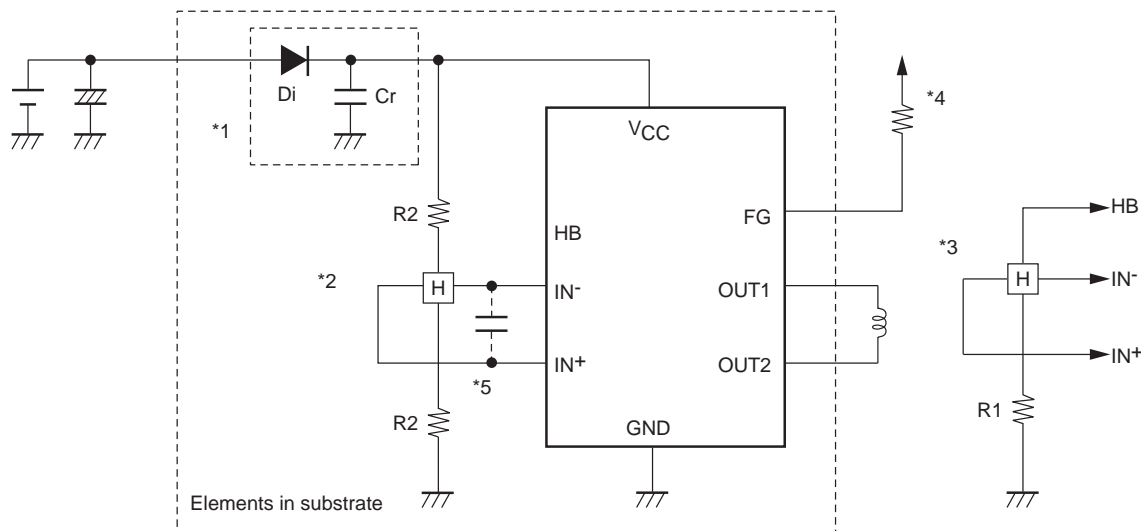 Di
Cr
*1
VCC
*4
R2
HB
FG
HB
*3
*2
H
IN-
OUT1
H
IN-
IN+
OUT2
IN+
*5
R2
R1
GND
Elements in substrate